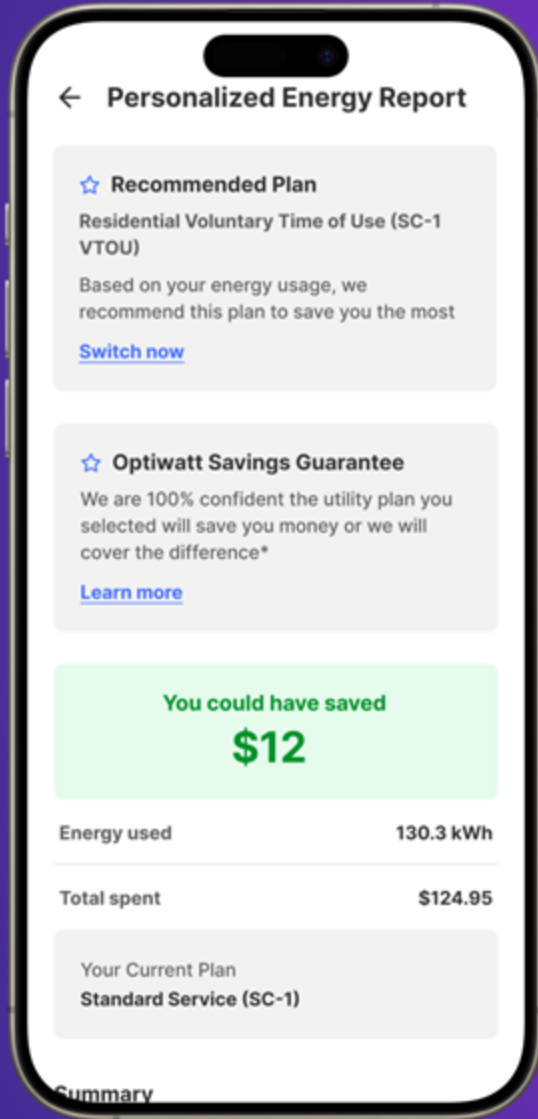 Personalized Energy Report
Recommended Plan
Residential Voluntary Time of Use (SC-1
VTOU)
Based on your energy usage, we
recommend this plan to save you the most
Switch now
Optiwatt Savings Guarantee
We are 100% confident the utility plan you
selected will save you money or we will
cover the difference*
Learn more
You could have saved
$12
Energy used 130.3 kWh
Total spent $124.95
Your Current Plan
Standard Service (SC-1)
Summary